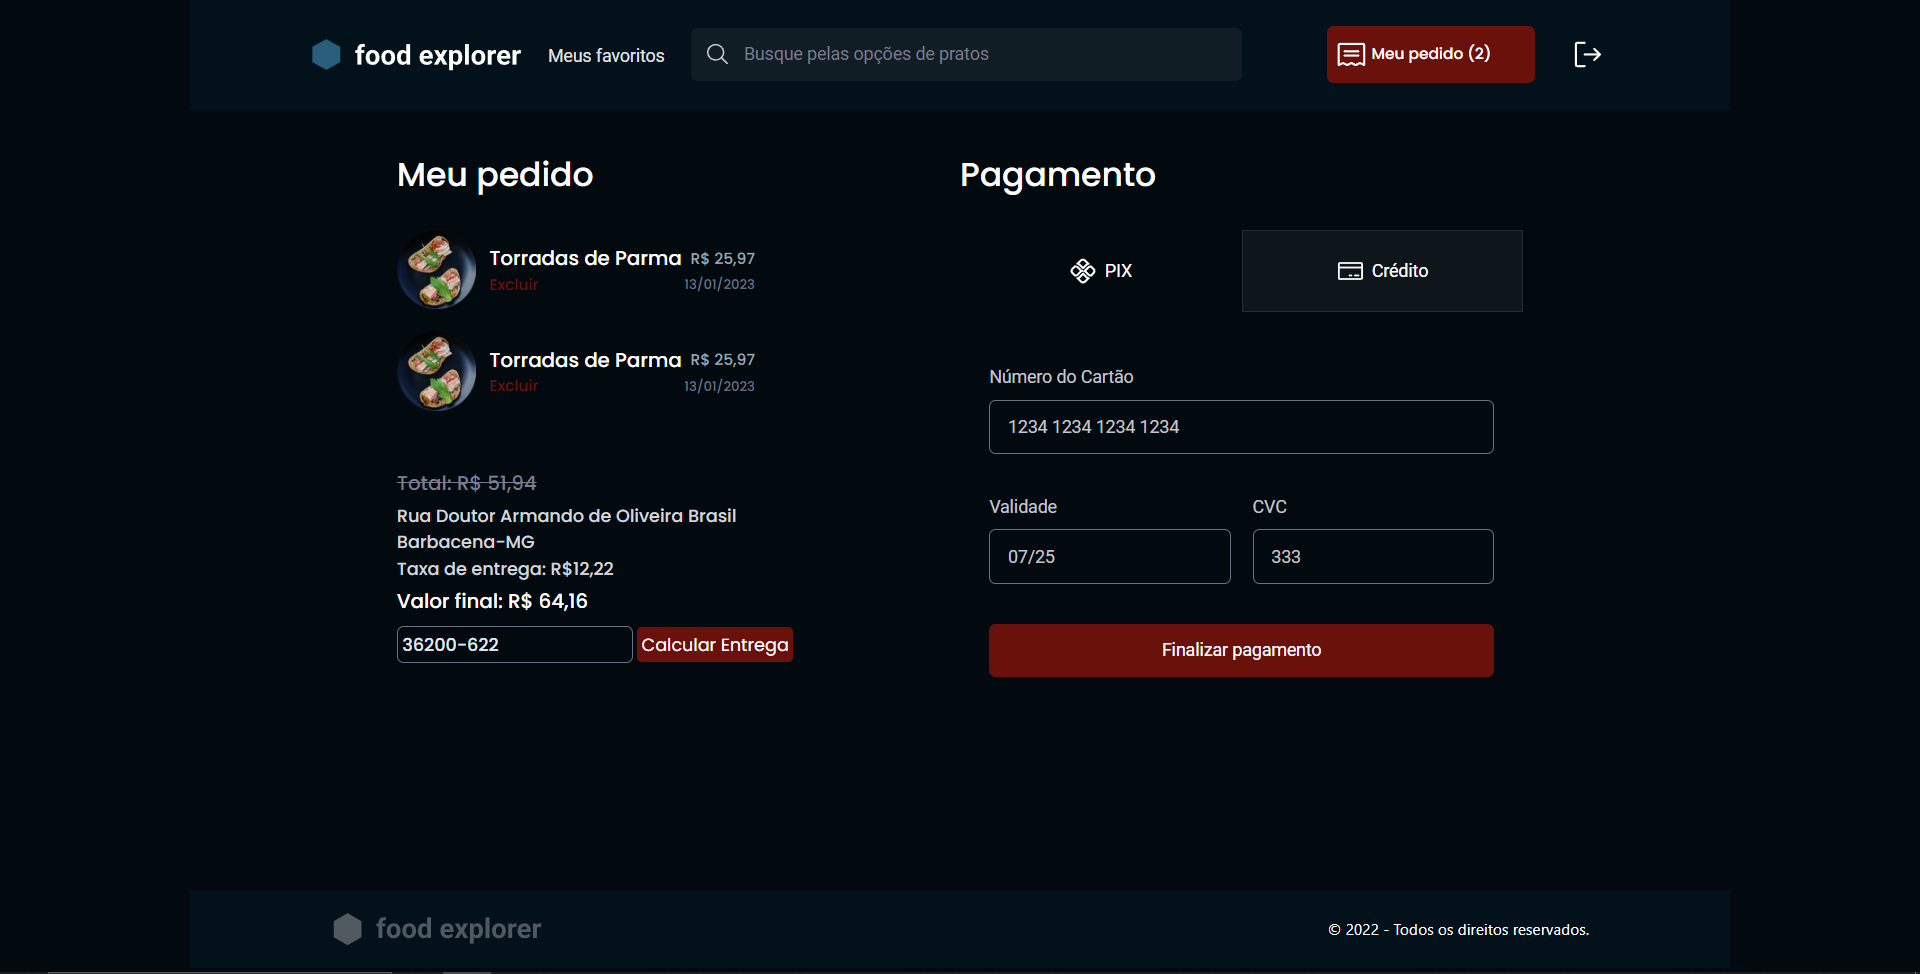 food explorer
Meus favoritos
Busque pelas opções de pratos
Meu pedido (2)
Meu pedido
Torradas de Parma R$ 25,97
Excluir 13/01/2023
Torradas de Parma R$ 25,97
Excluir 13/01/2023
Total: R$ 51,94
Rua Doutor Armando de Oliveira Brasil
Barbacena-MG
Taxa de entrega: R$12,22
Valor final: R$ 64,16
36200-622 Calcular Entrega
Pagamento
PIX
Crédito
Número do Cartão
1234 1234 1234 1234
Validade
07/25
CVC
333
Finalizar pagamento
food explorer
© 2022 - Todos os direitos reservados.